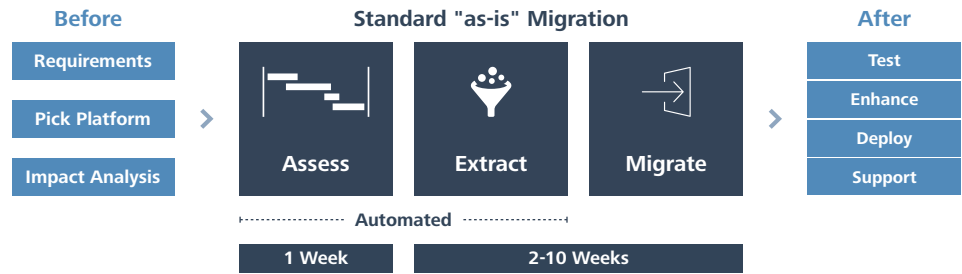 Before
Standard "as-is" Migration
After
Requirements
Pick Platform
Impact Analysis
Assess
Extract
Migrate
Test
Enhance
Deploy
Support
Automated
1 Week
2-10 Weeks